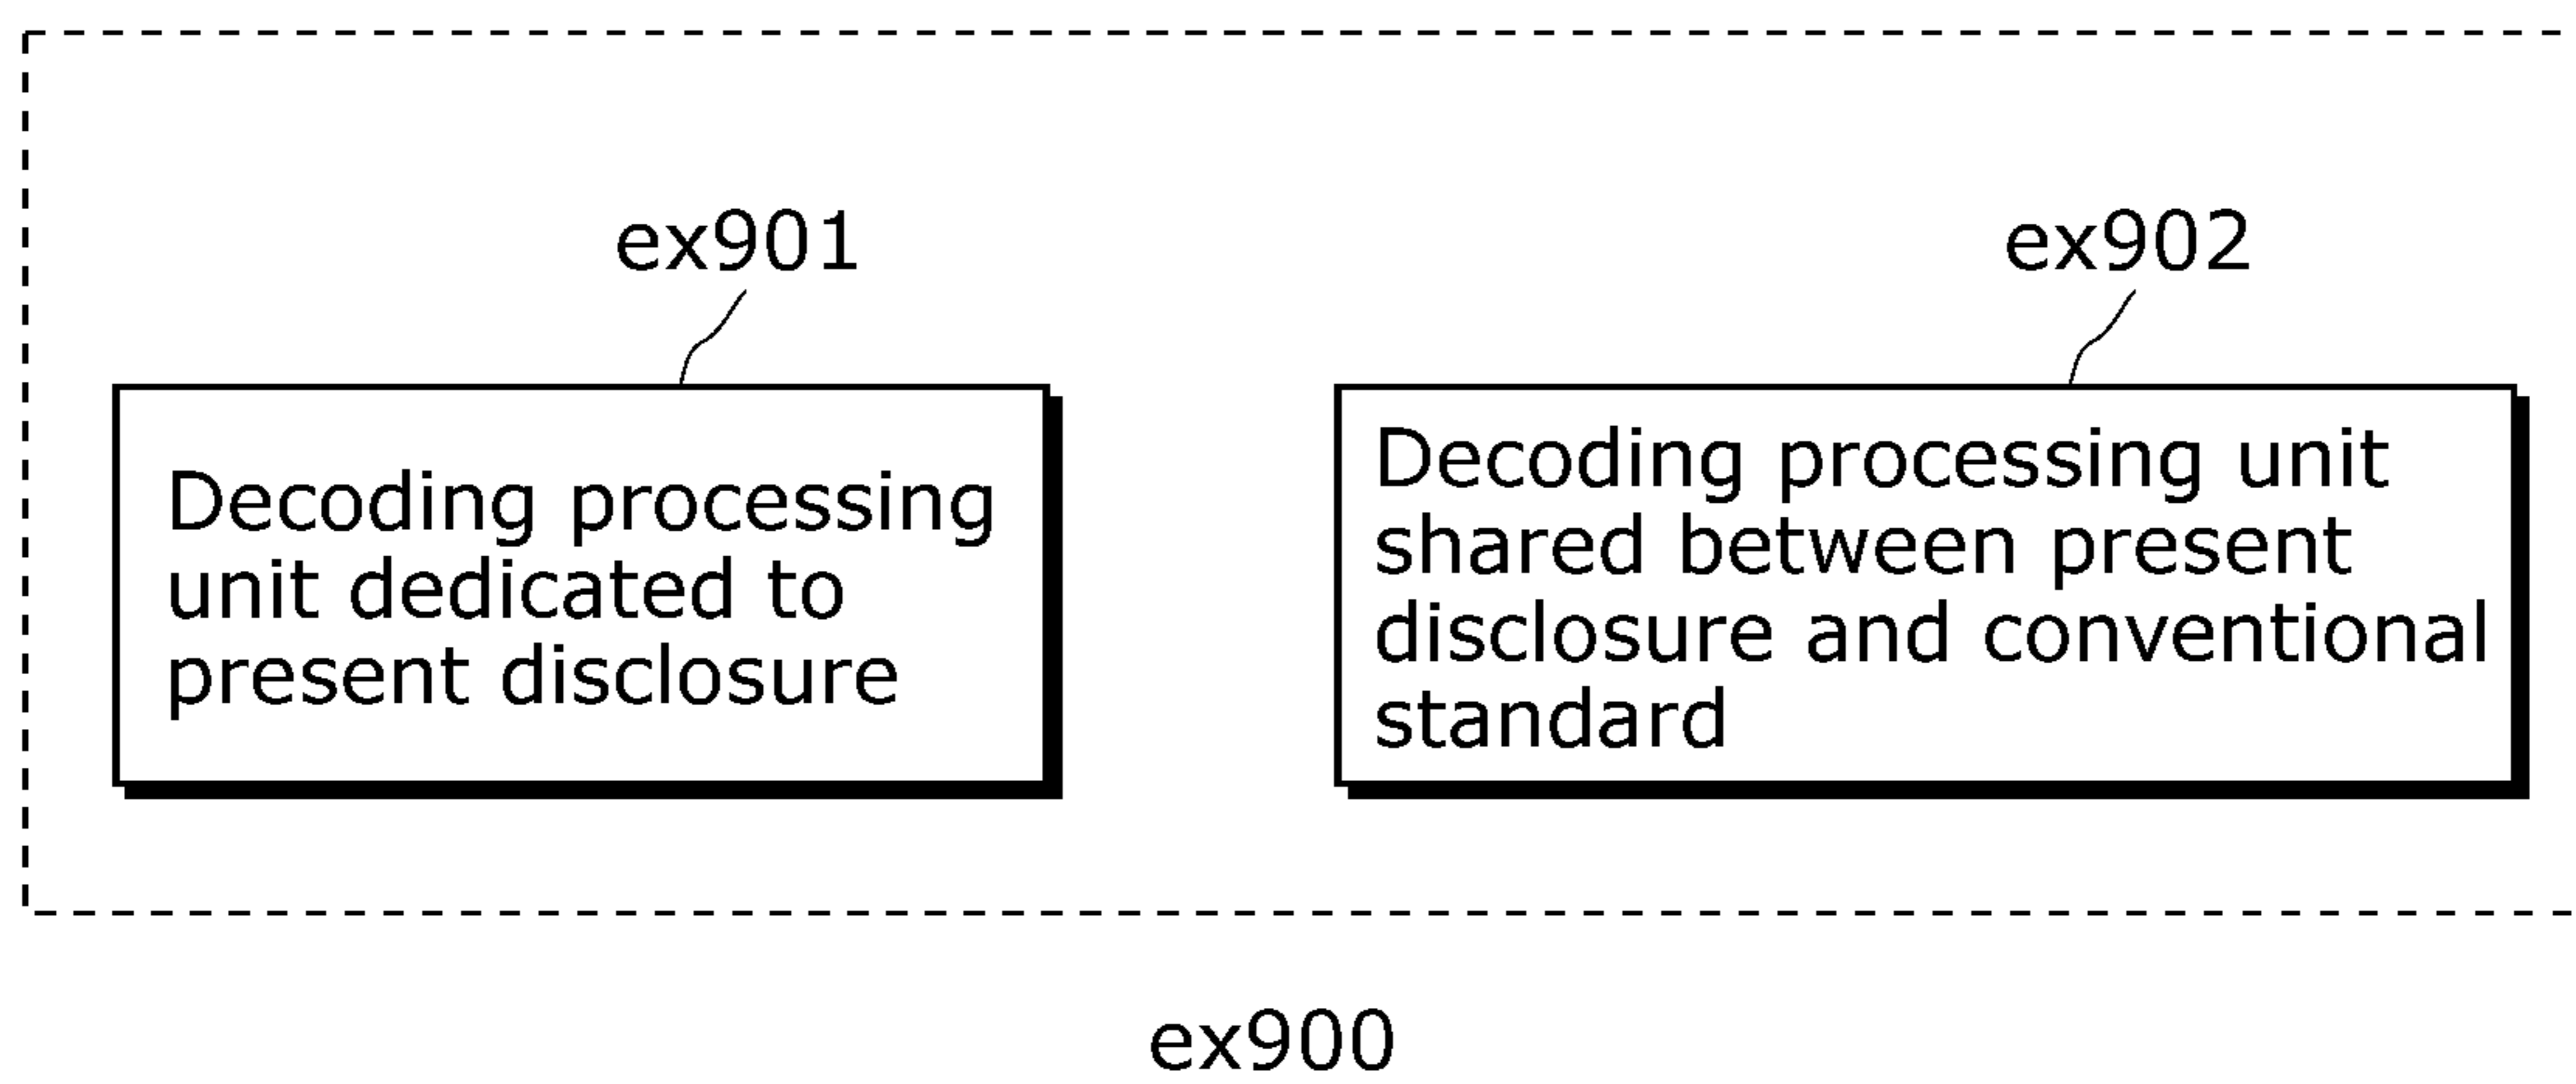 ex901
Decoding processing
unit dedicated to
present disclosure
ex902
Decoding processing unit
shared between present
disclosure and conventional
standard
ex900